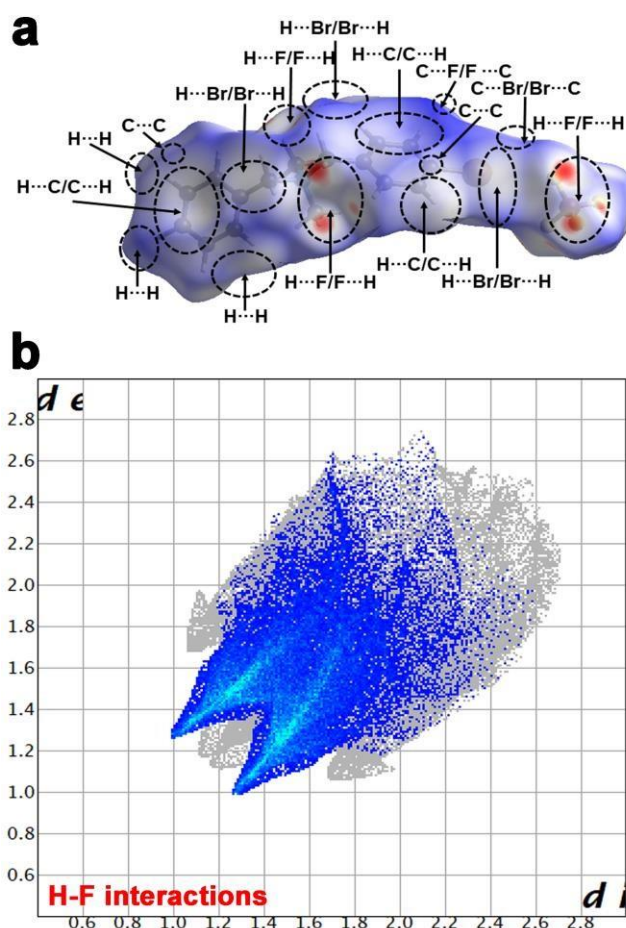 a
H···Br/Br···H
H···F/F···H
H···C/C···H
C···F/F ···C
H···Br/Br···H
C···Br/Br···C
C···C
C···C
H···F/F···H
H···H
H···C/C···H
H···H
H···F/F···H
H···C/C···H
H···Br/Br···H
H···H
b
d e
2.8
2.6
2.4
2.2
2.0
1.8
1.6
1.4
1.2
1.0
0.8
0.6
H-F interactions
d i
0.6 0.8 1.0 1.2 1.4 1.6 1.8 2.0 2.2 2.4 2.6 2.8